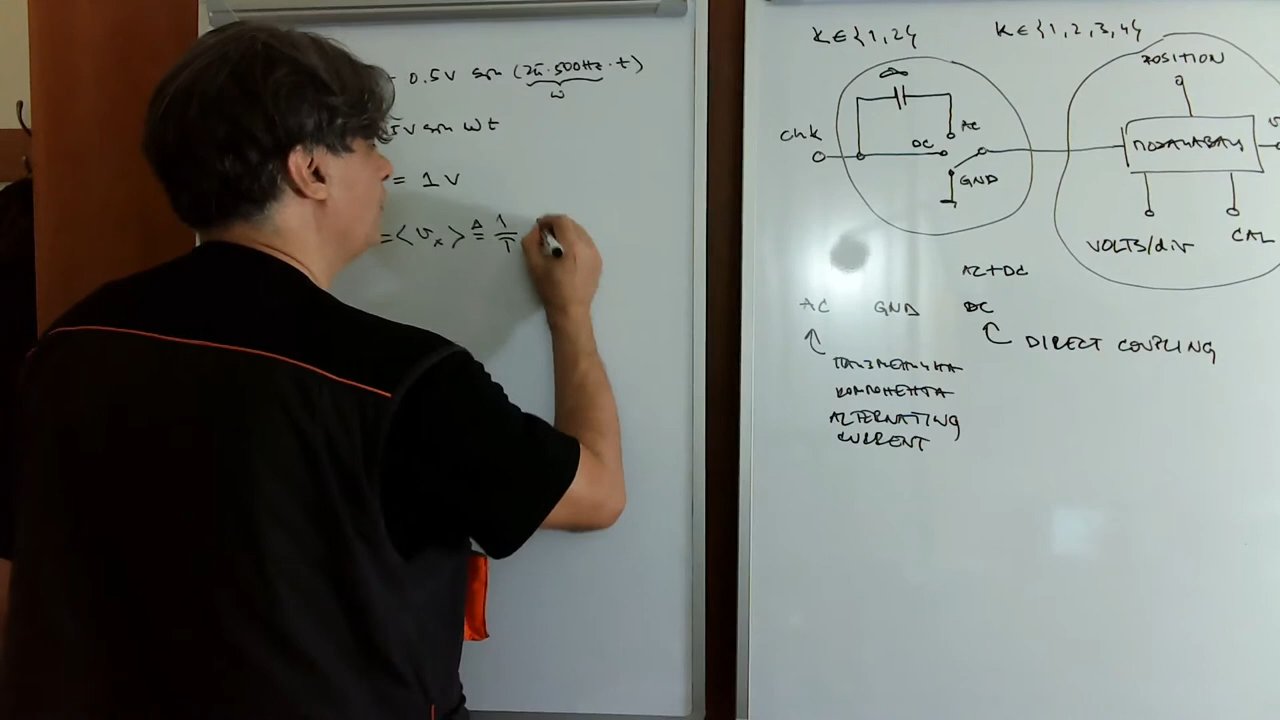 0.5V sin (2π·500Hz·t)
ω
V sin ωt
= 1V
= <v_x> ≜ 1/T
K∈{1,2}
chk
AC
DC
GND
K∈{1,2,3,4}
POSITION
VOLTS/div
CAL
AC+DC
AC GND DC
DIRECT COUPLING
КОМПОНЕНТА
ALTERNATING
CURRENT